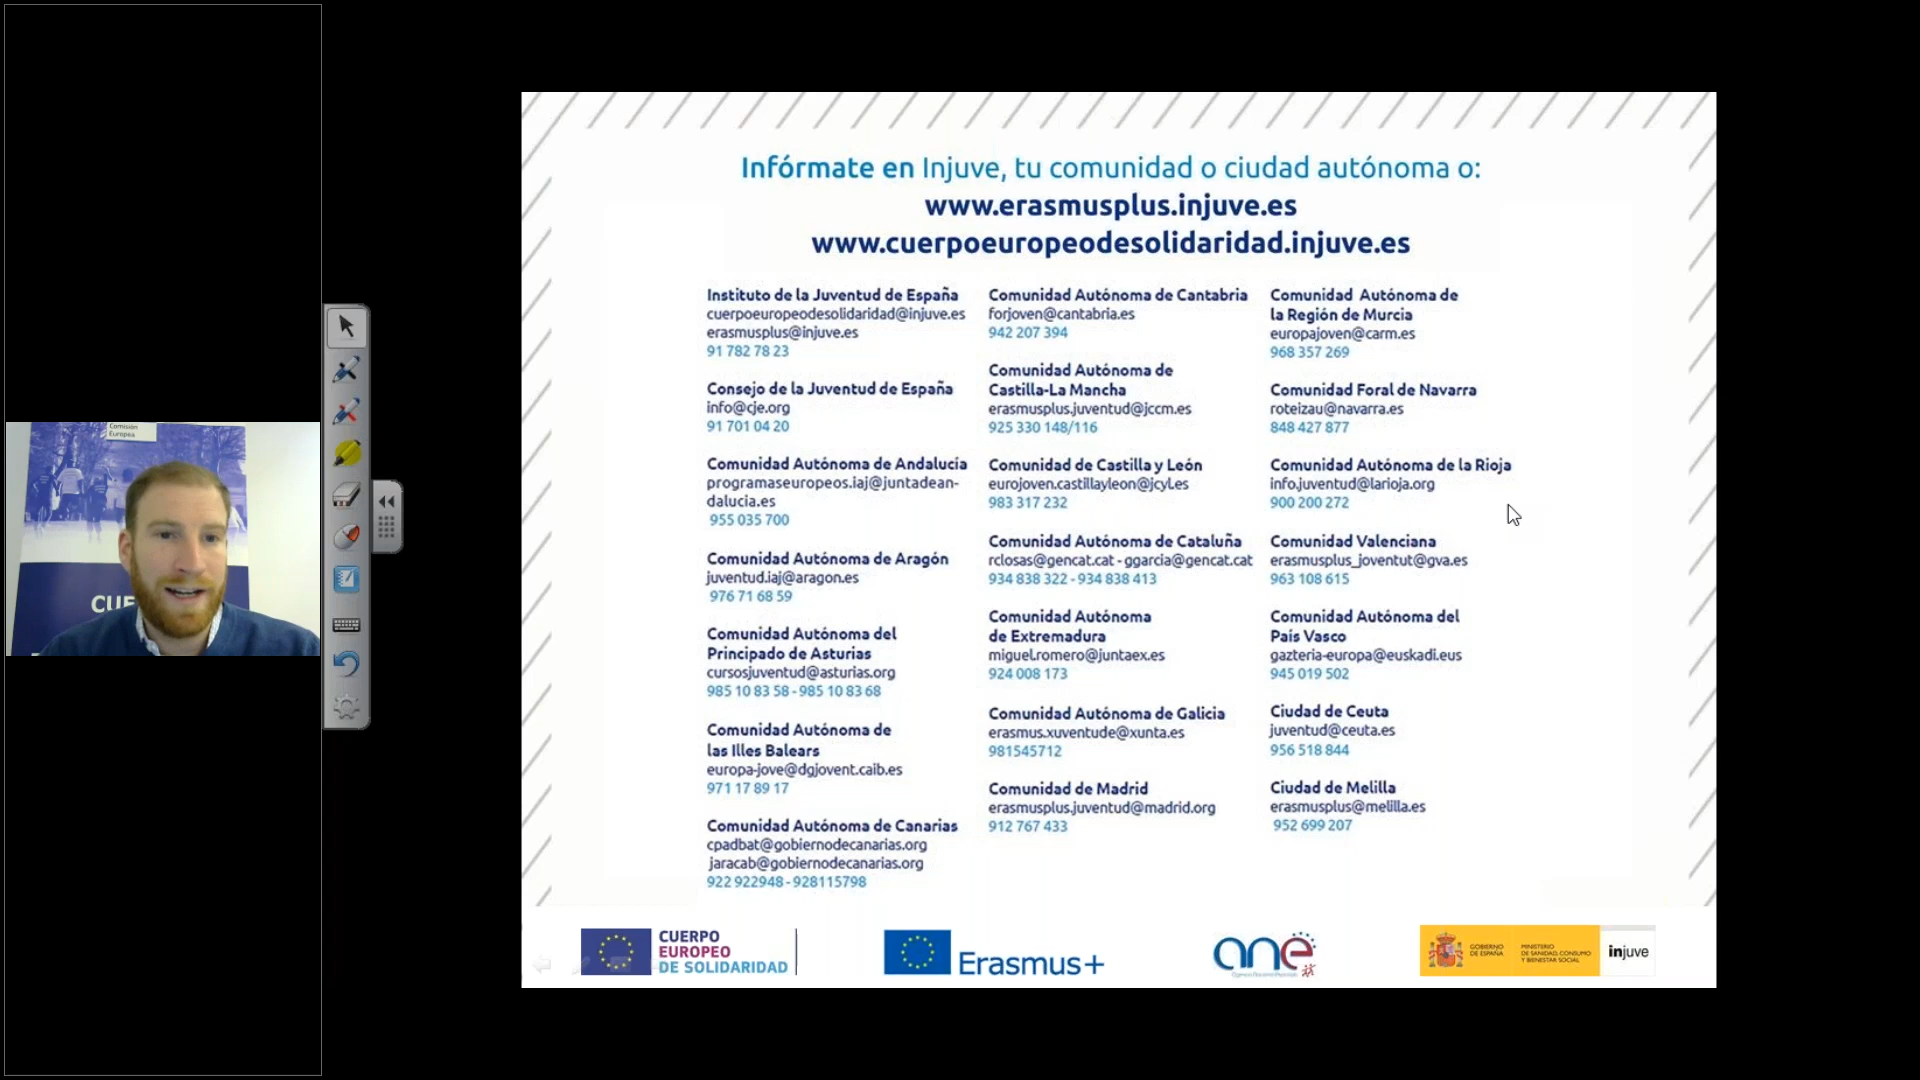 Comisión
Europea
CUE
Infórmate en Injuve, tu comunidad o ciudad autónoma o:
www.erasmusplus.injuve.es
www.cuerpoeuropeodesolidaridad.injuve.es
Instituto de la Juventud de España
cuerpoeuropeodesolidaridad@injuve.es
erasmusplus@injuve.es
91 782 78 23
Consejo de la Juventud de España
info@cje.org
91 701 04 20
Comunidad Autónoma de Andalucía
programaseuropeos.iaj@juntadean-
dalucia.es
955 035 700
Comunidad Autónoma de Aragón
juventud.iaj@aragon.es
976 71 68 59
Comunidad Autónoma del
Principado de Asturias
cursosjuventud@asturias.org
985 10 83 58 - 985 10 83 68
Comunidad Autónoma de
las Illes Balears
europa-jove@dgjovent.caib.es
971 17 89 17
Comunidad Autónoma de Canarias
cpadbat@gobiernodecanarias.org
jaracab@gobiernodecanarias.org
922 922948 - 928115798
Comunidad Autónoma de Cantabria
forjoven@cantabria.es
942 207 394
Comunidad Autónoma de
Castilla-La Mancha
erasmusplus.juventud@jccm.es
925 330 148/116
Comunidad de Castilla y León
eurojoven.castillayleon@jcyl.es
983 317 232
Comunidad Autónoma de Cataluña
rclosas@gencat.cat - ggarcia@gencat.cat
934 838 322 - 934 838 413
Comunidad Autónoma
de Extremadura
miguel.romero@juntaex.es
924 008 173
Comunidad Autónoma de Galicia
erasmus.xuventude@xunta.es
981545712
Comunidad de Madrid
erasmusplus.juventud@madrid.org
912 767 433
Comunidad Autónoma de
la Región de Murcia
europajoven@carm.es
968 357 269
Comunidad Foral de Navarra
roteizau@navarra.es
848 427 877
Comunidad Autónoma de la Rioja
info.juventud@larioja.org
900 200 272
Comunidad Valenciana
erasmusplus_joventut@gva.es
963 108 615
Comunidad Autónoma del
País Vasco
gazteria-europa@euskadi.eus
945 019 502
Ciudad de Ceuta
juventud@ceuta.es
956 518 844
Ciudad de Melilla
erasmusplus@melilla.es
952 699 207
CUERPO
EUROPEO
DE SOLIDARIDAD
Erasmus+
ane
GOBIERNO
DE ESPAÑA
MINISTERIO
DE SANIDAD, CONSUMO
Y BIENESTAR SOCIAL
injuve